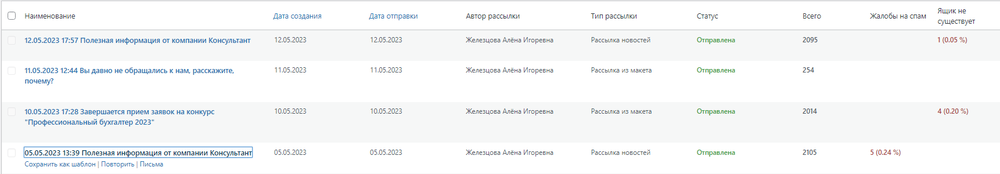 Наименование Дата создания Дата отправки Автор рассылки Тип рассылки Статус Всего Жалобы на спам Ящик не
существует
12.05.2023 17:57 Полезная информация от компании Консультант 12.05.2023 12.05.2023 Железцова Алёна Игоревна Рассылка новостей Отправлена 2095 1 (0.05 %)
11.05.2023 12:44 Вы давно не обращались к нам, расскажите, 11.05.2023 11.05.2023 Железцова Алёна Игоревна Рассылка из макета Отправлена 254
почему?
10.05.2023 17:28 Завершается прием заявок на конкурс 10.05.2023 10.05.2023 Железцова Алёна Игоревна Рассылка из макета Отправлена 2014 4 (0.20 %)
"Профессиональный бухгалтер 2023"
05.05.2023 13:39 Полезная информация от компании Консультант 05.05.2023 05.05.2023 Железцова Алёна Игоревна Рассылка новостей Отправлена 2105 5 (0.24 %)
Сохранить как шаблон | Повторить | Письма